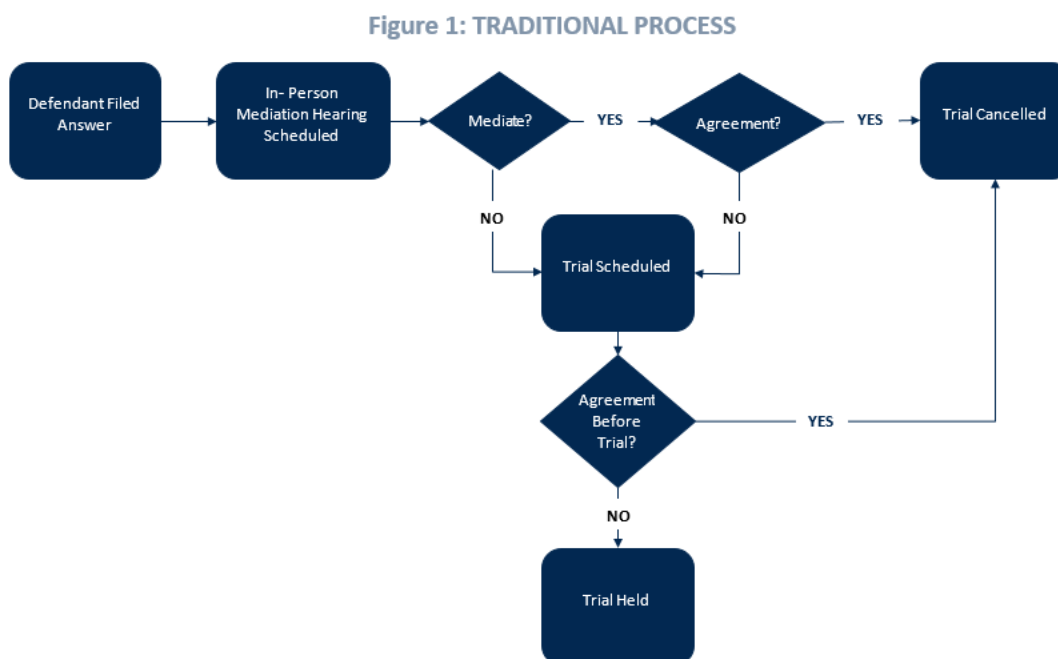 Figure 1: TRADITIONAL PROCESS
Defendant Filed
Answer
In- Person
Mediation Hearing
Scheduled
Mediate?
YES
Agreement?
YES
Trial Cancelled
NO
NO
Trial Scheduled
Agreement
Before
Trial?
YES
NO
Trial Held